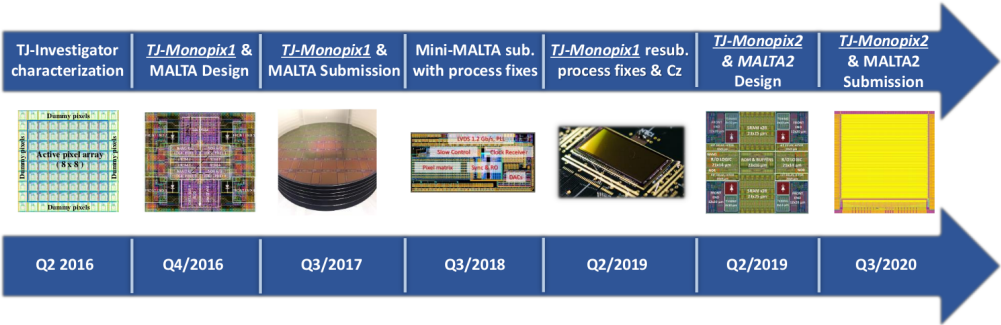 TJ-Investigator
characterization
TJ-Monopix1 &
MALTA Design
TJ-Monopix1 &
MALTA Submission
Mini-MALTA sub.
with process fixes
TJ-Monopix1 resub.
process fixes & Cz
TJ-Monopix2
& MALTA2
Design
TJ-Monopix2
& MALTA2
Submission
Dummy pixels
Dummy pixels
Active pixel array
( 8 x 8 )
Dummy pixels
Dummy pixels
LVDS 1.2 Gb/s, PLL
Slow Control
Clock Receiver
Pixel matrix
Sync & RO
DACs
Q2 2016
Q4/2016
Q3/2017
Q3/2018
Q2/2019
Q2/2019
Q3/2020